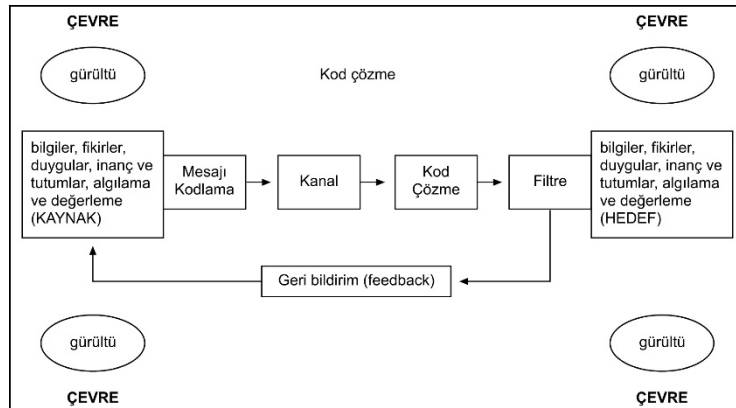 ÇEVRE
ÇEVRE
gürültü
Kod çözme
gürültü
bilgiler, fikirler,
duygular, inanç ve
tutumlar, algılama
ve değerleme
(KAYNAK)
Mesajı
Kodlama
Kanal
Kod
Çözme
Filtre
bilgiler, fikirler,
duygular, inanç ve
tutumlar, algılama
ve değerleme
(HEDEF)
Geri bildirim (feedback)
gürültü
gürültü
ÇEVRE
ÇEVRE